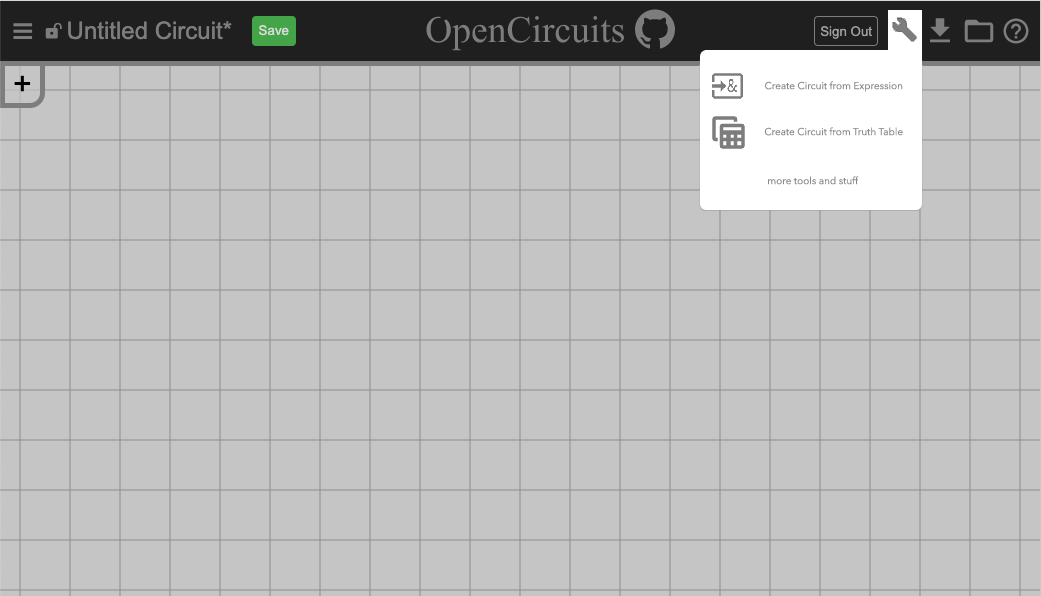 Untitled Circuit*
Save
OpenCircuits
Sign Out
?
+
& Create Circuit from Expression
Create Circuit from Truth Table
more tools and stuff